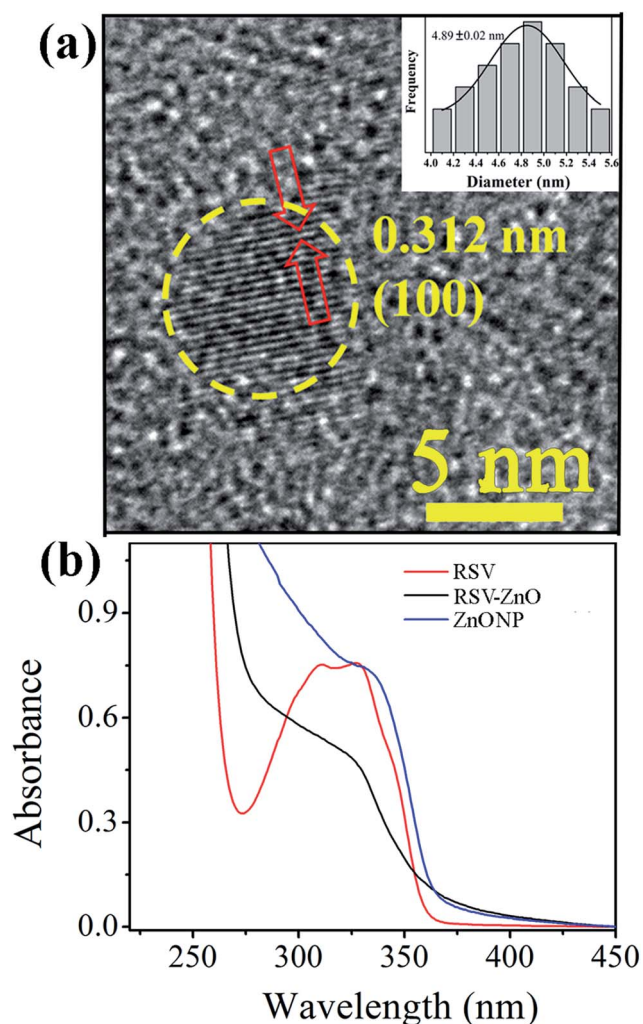 (a)
4.89 ±0.02 nm
Frequency
4.0 4.2 4.4 4.6 4.8 5.0 5.2 5.4 5.6
Diameter (nm)
0.312 nm
(100)
5 nm
(b)
RSV
RSV-ZnO
ZnONP
0.9
0.6
0.3
0.0
Absorbance
250 300 350 400 450
Wavelength (nm)